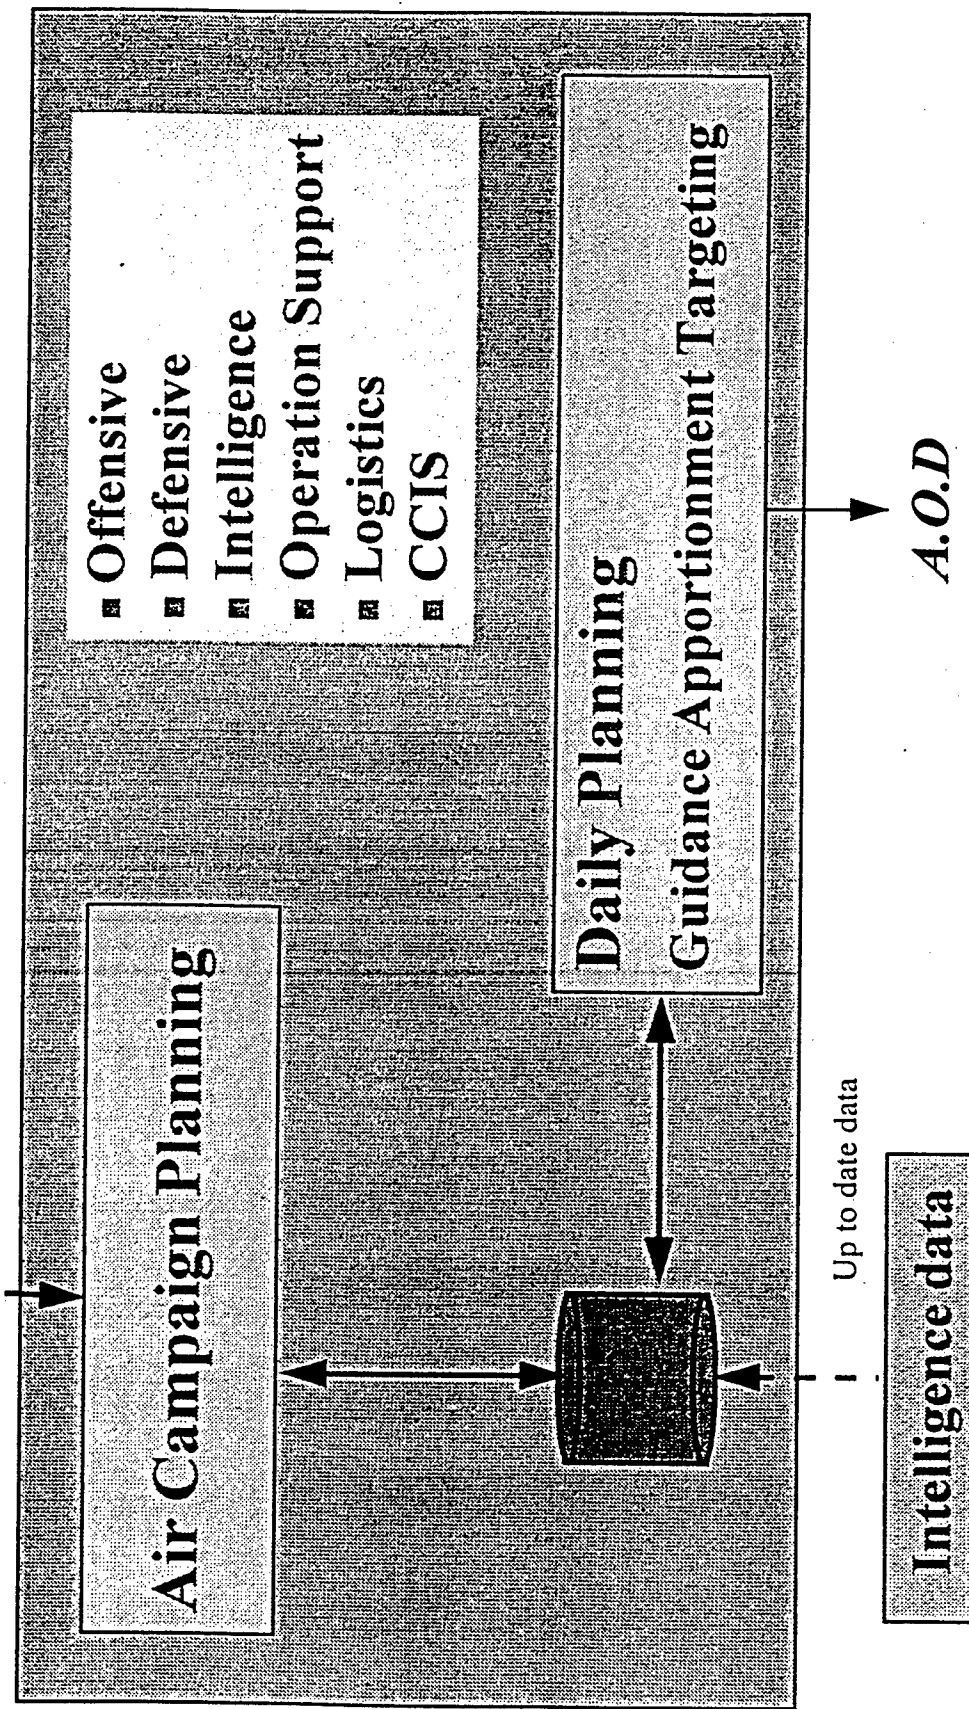 Air Campaign Planning
■ Offensive
■ Defensive
■ Intelligence
■ Operation Support
■ Logistics
■ CCIS
Daily Planning
Guidance Apportionment Targeting
Up to date data
Intelligence data
A.O.D